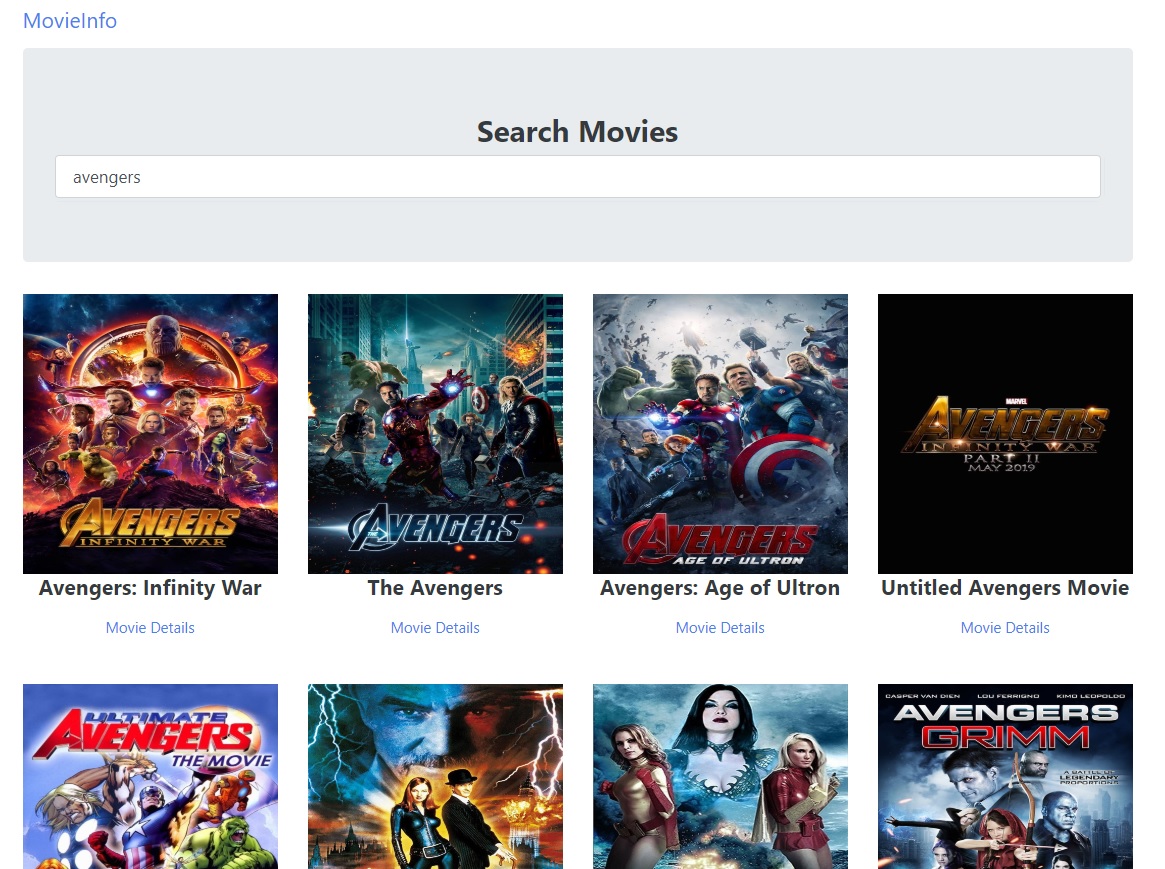 MovieInfo
Search Movies
avengers
AVENGERS
INFINITY WAR
THE AVENGERS
AVENGERS
AGE OF ULTRON
MARVEL
AVENGERS
INFINITY WAR
PART II
MAY 2019
Avengers: Infinity War
The Avengers
Avengers: Age of Ultron
Untitled Avengers Movie
Movie Details
Movie Details
Movie Details
Movie Details
ULTIMATE
AVENGERS
THE MOVIE
CASPER VAN DIEN LOU FERRIGNO KIMO LEOPOLDO
AVENGERS
GRIMM
A BATTLE OF
LEGENDARY
PROPORTIONS